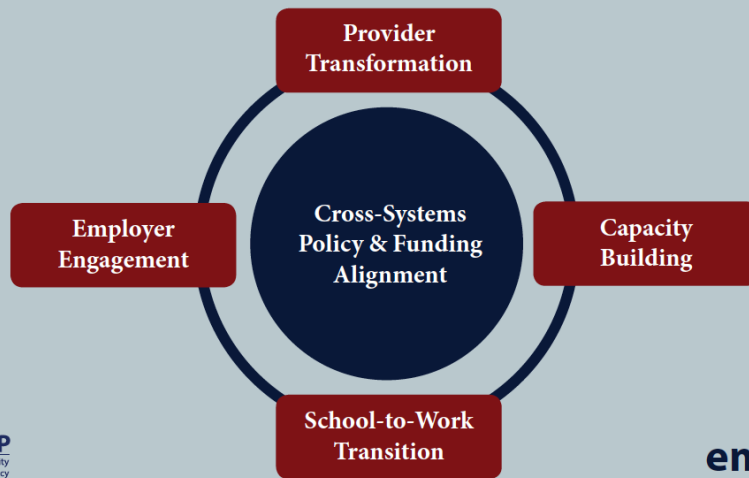 Provider
Transformation
Employer
Engagement
Cross-Systems
Policy & Funding
Alignment
Capacity
Building
School-to-Work
Transition